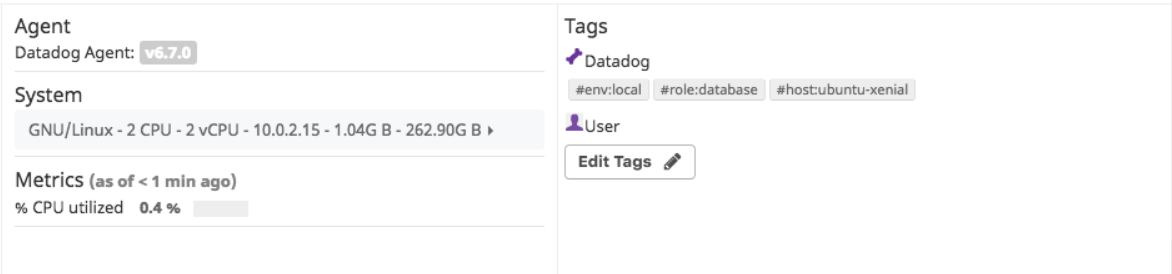 Agent
Datadog Agent: v6.7.0
System
GNU/Linux - 2 CPU - 2 vCPU - 10.0.2.15 - 1.04G B - 262.90G B
Metrics (as of < 1 min ago)
% CPU utilized 0.4 %
Tags
Datadog
#env:local #role:database #host:ubuntu-xenial
User
Edit Tags